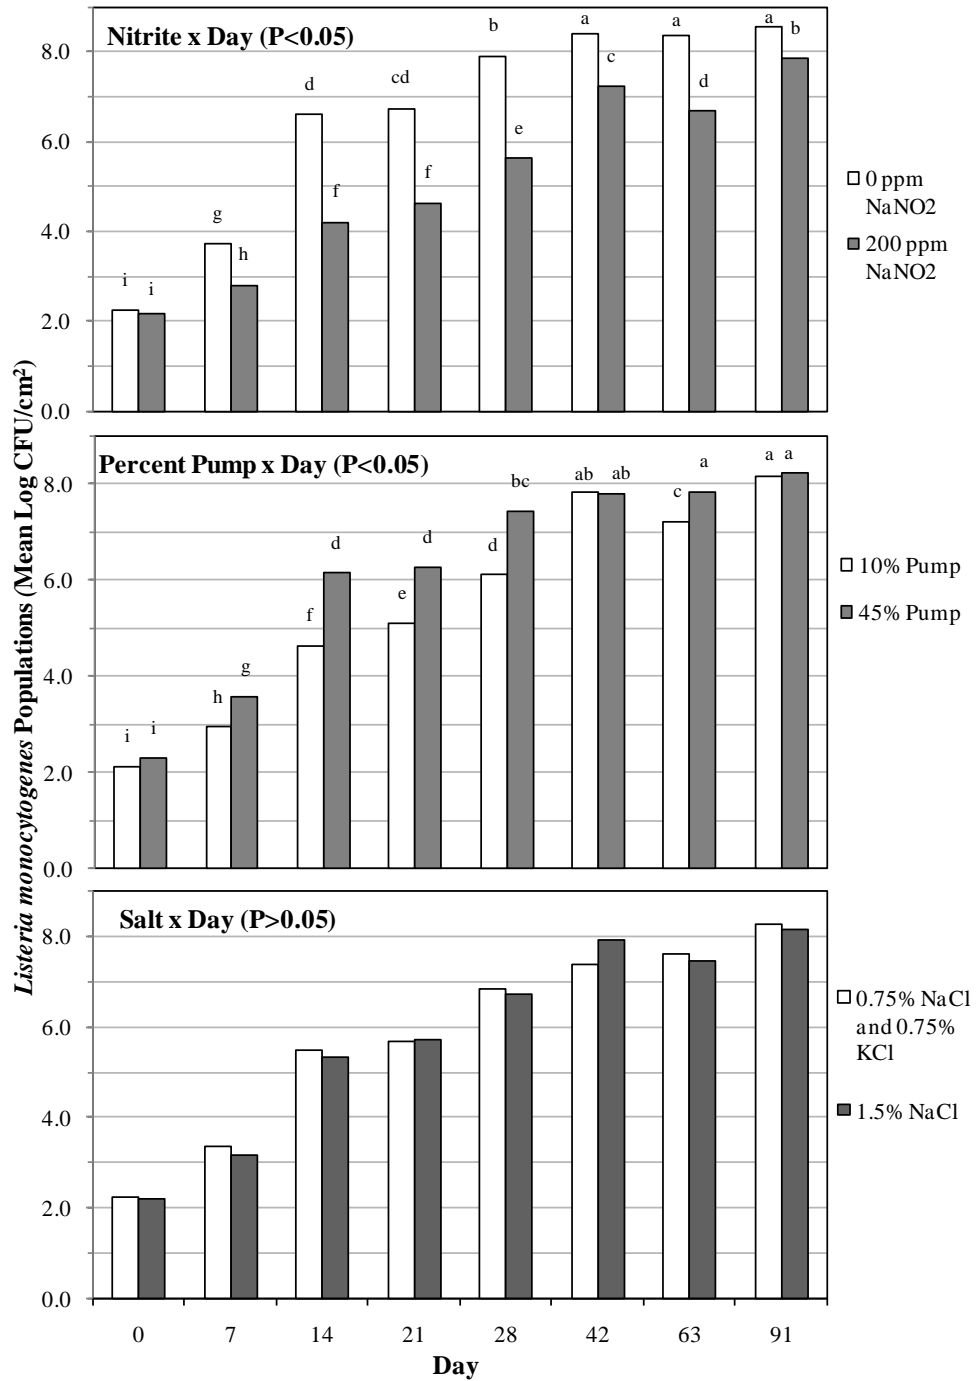 Nitrite x Day (P<0.05)
8.0
6.0
4.0
2.0
0.0
i
i
g
h
d
f
cd
f
b
e
a
c
a
d
a
b
0 ppm
NaNO2
200 ppm
NaNO2
Listeria monocytogenes Populations (Mean Log CFU/cm²)
Percent Pump x Day (P<0.05)
8.0
6.0
4.0
2.0
0.0
i
i
h
g
f
d
e
d
d
bc
ab
ab
c
a
a
a
10% Pump
45% Pump
Salt x Day (P>0.05)
8.0
6.0
4.0
2.0
0.0
0.75% NaCl
and 0.75%
KCl
1.5% NaCl
0 7 14 21 28 42 63 91
Day